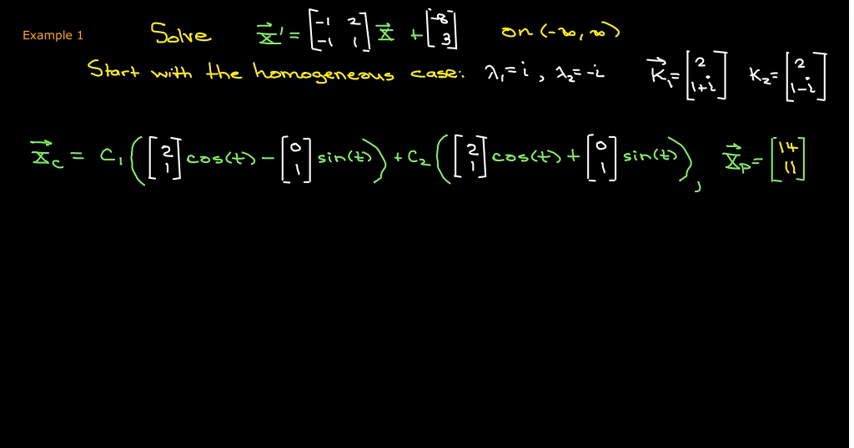 Example 1 Solve X⃗' = [-1 2; -1 1] X⃗ + [-8; 3] on (-∞, ∞)
Start with the homogeneous case: λ₁ = i, λ₂ = -i K⃗₁ = [2; 1+i] K₂ = [2; 1-i]
X⃗c = C₁ ([2; 1] cos(t) - [0; 1] sin(t)) + C₂ ([2; 1] cos(t) + [0; 1] sin(t)), X⃗p = [14; 11]